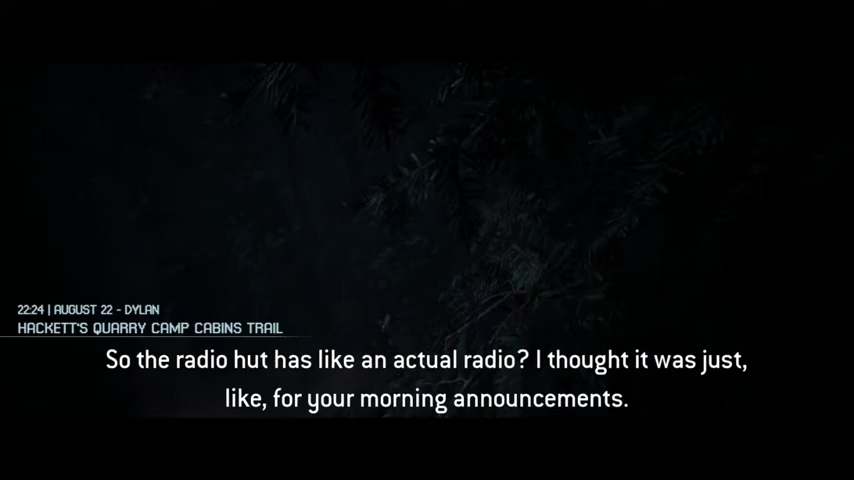 22:24 | AUGUST 22 - DYLAN
HACKETT'S QUARRY CAMP CABINS TRAIL
So the radio hut has like an actual radio? I thought it was just,
like, for your morning announcements.